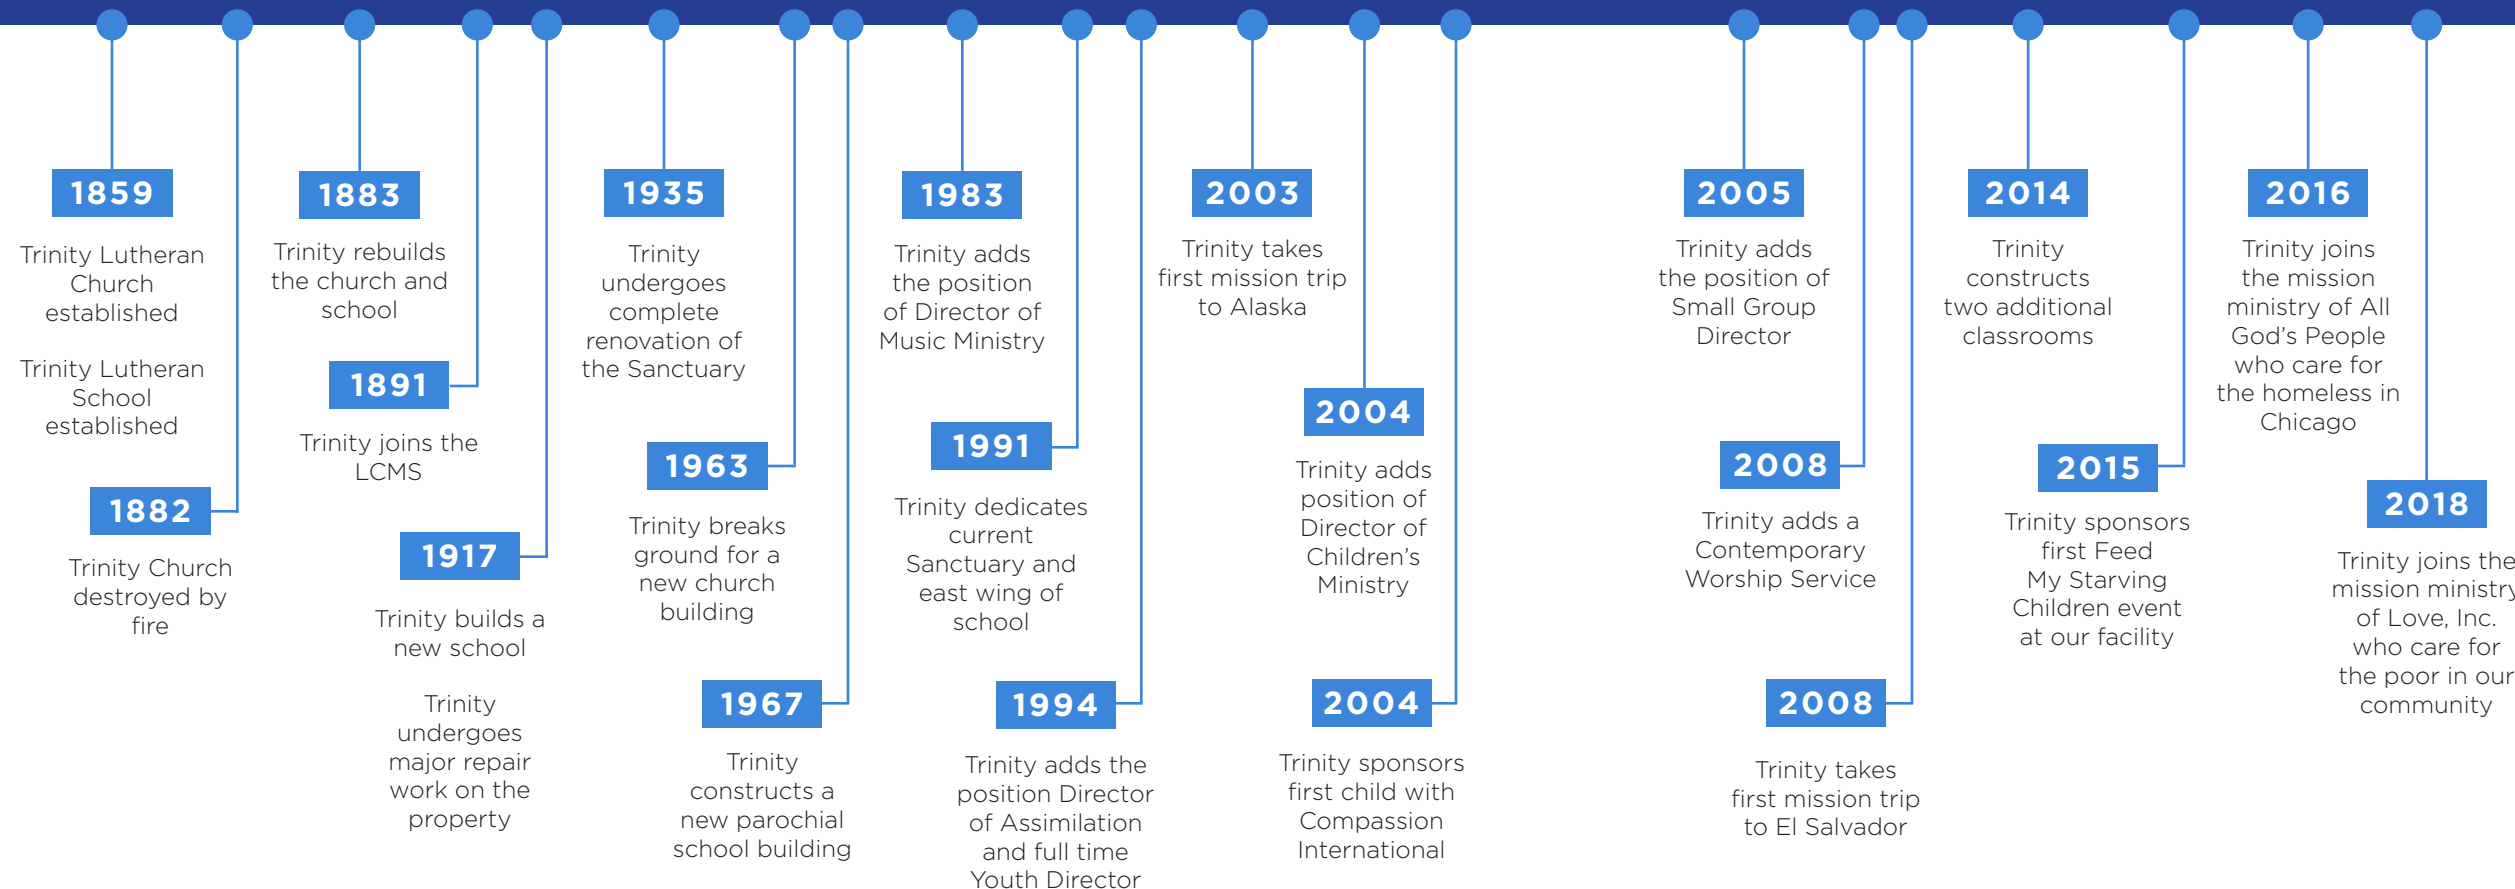 1859
Trinity Lutheran
Church
established
Trinity Lutheran
School
established
1882
Trinity Church
destroyed by
fire
1883
Trinity rebuilds
the church and
school
1891
Trinity joins the
LCMS
1917
Trinity builds a
new school
Trinity
undergoes
major repair
work on the
property
1935
Trinity
undergoes
complete
renovation of
the Sanctuary
1963
Trinity breaks
ground for a
new church
building
1967
Trinity
constructs a
new parochial
school building
1983
Trinity adds
the position
of Director of
Music Ministry
1991
Trinity dedicates
current
Sanctuary and
east wing of
school
1994
Trinity adds the
position Director
of Assimilation
and full time
Youth Director
2003
Trinity takes
first mission trip
to Alaska
2004
Trinity adds
position of
Director of
Children's
Ministry
2004
Trinity sponsors
first child with
Compassion
International
2005
Trinity adds
the position of
Small Group
Director
2008
Trinity adds a
Contemporary
Worship Service
2008
Trinity takes
first mission trip
to El Salvador
2014
Trinity
constructs
two additional
classrooms
2015
Trinity sponsors
first Feed
My Starving
Children event
at our facility
2016
Trinity joins
the mission
ministry of All
God's People
who care for
the homeless in
Chicago
2018
Trinity joins the
mission ministry
of Love, Inc.
who care for
the poor in our
community